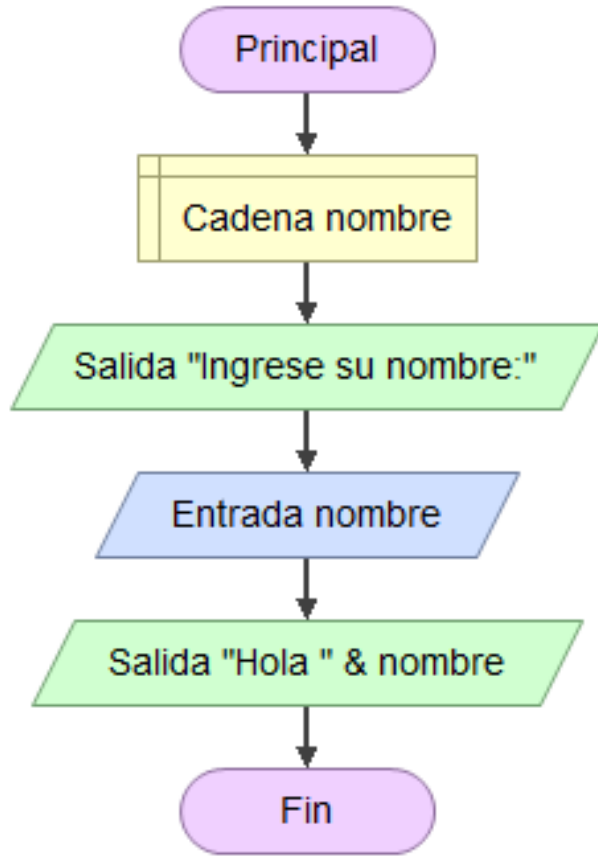 Principal
Cadena nombre
Salida "Ingrese su nombre:"
Entrada nombre
Salida "Hola " & nombre
Fin